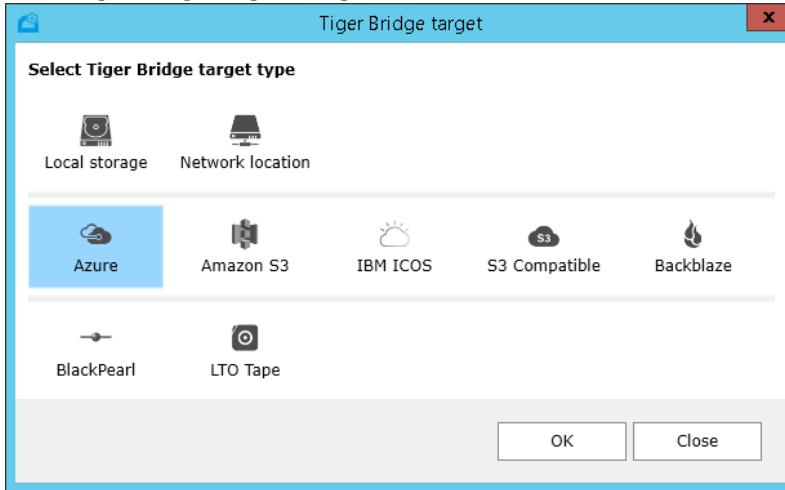 Tiger Bridge target
x
Select Tiger Bridge target type
Local storage Network location
S3
Azure Amazon S3 IBM ICOS S3 Compatible Backblaze
BlackPearl LTO Tape
OK Close